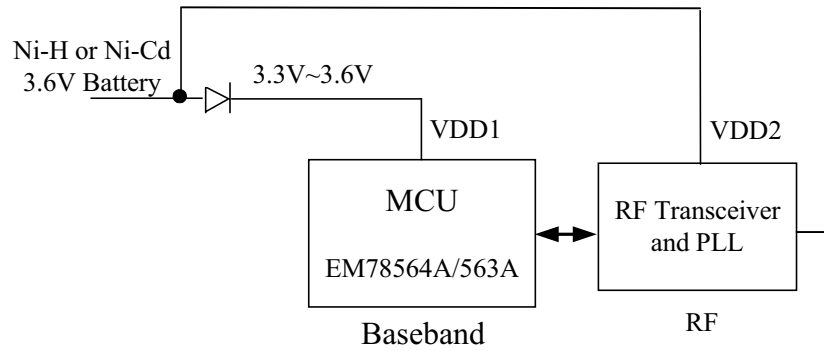 Ni-H or Ni-Cd
3.6V Battery
3.3V~3.6V
VDD1
VDD2
MCU
EM78564A/563A
RF Transceiver
and PLL
Baseband
RF